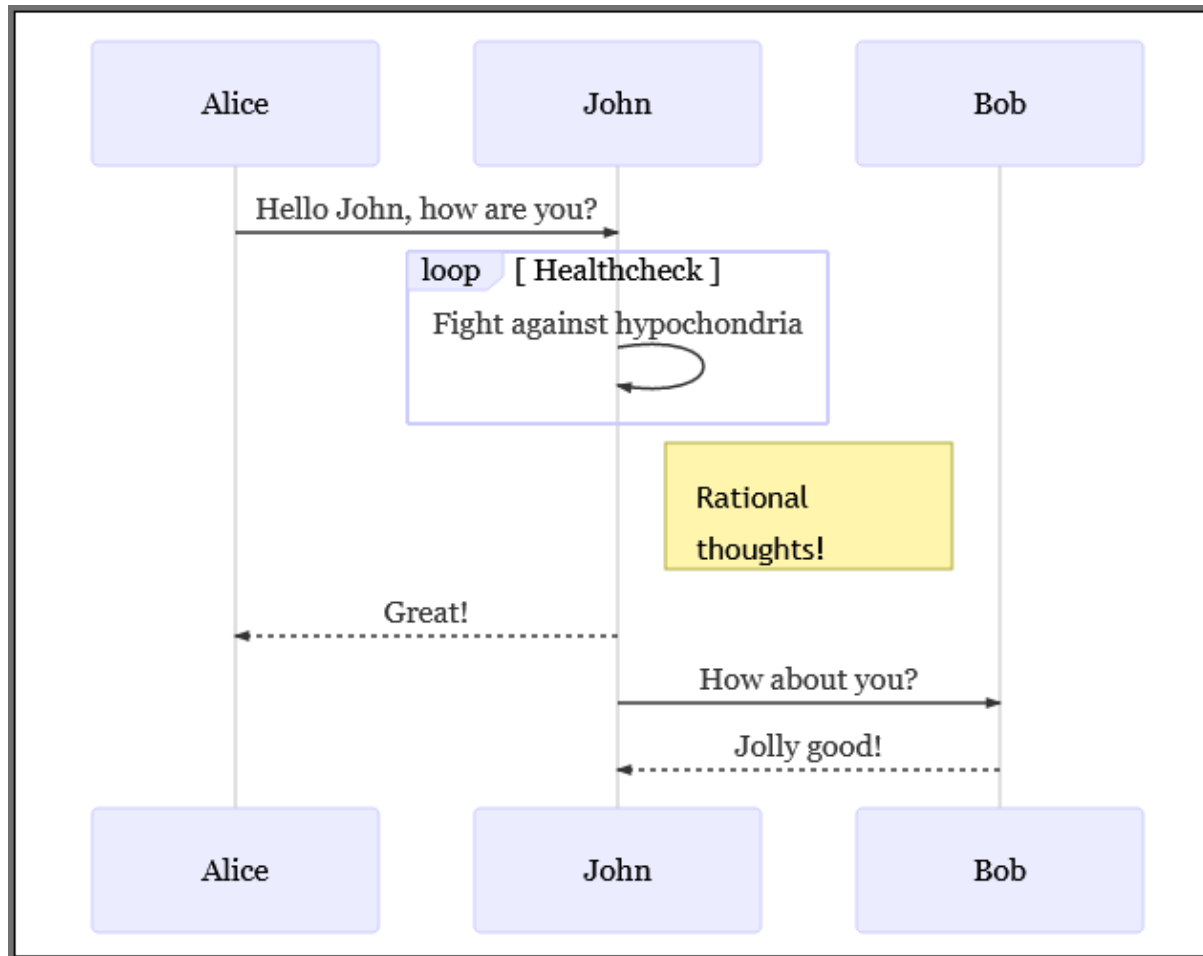 Alice
John
Bob
Hello John, how are you?
loop
[ Healthcheck ]
Fight against hypochondria
Rational
thoughts!
Great!
How about you?
Jolly good!
Alice
John
Bob